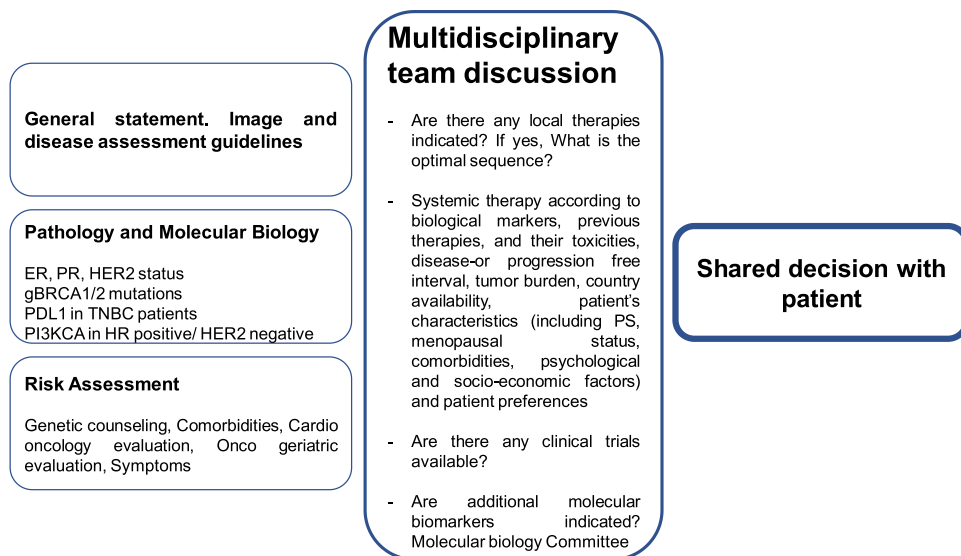 General statement. Image and
disease assessment guidelines
Pathology and Molecular Biology
ER, PR, HER2 status
gBRCA1/2 mutations
PDL1 in TNBC patients
PI3KCA in HR positive/ HER2 negative
Risk Assessment
Genetic counseling, Comorbidities, Cardio
oncology evaluation, Onco geriatric
evaluation, Symptoms
Multidisciplinary
team discussion
- Are there any local therapies
indicated? If yes, What is the
optimal sequence?
- Systemic therapy according to
biological markers, previous
therapies, and their toxicities,
disease-or progression free
interval, tumor burden, country
availability, patient's
characteristics (including PS,
menopausal status,
comorbidities, psychological
and socio-economic factors)
and patient preferences
- Are there any clinical trials
available?
- Are additional molecular
biomarkers indicated?
Molecular biology Committee
Shared decision with
patient